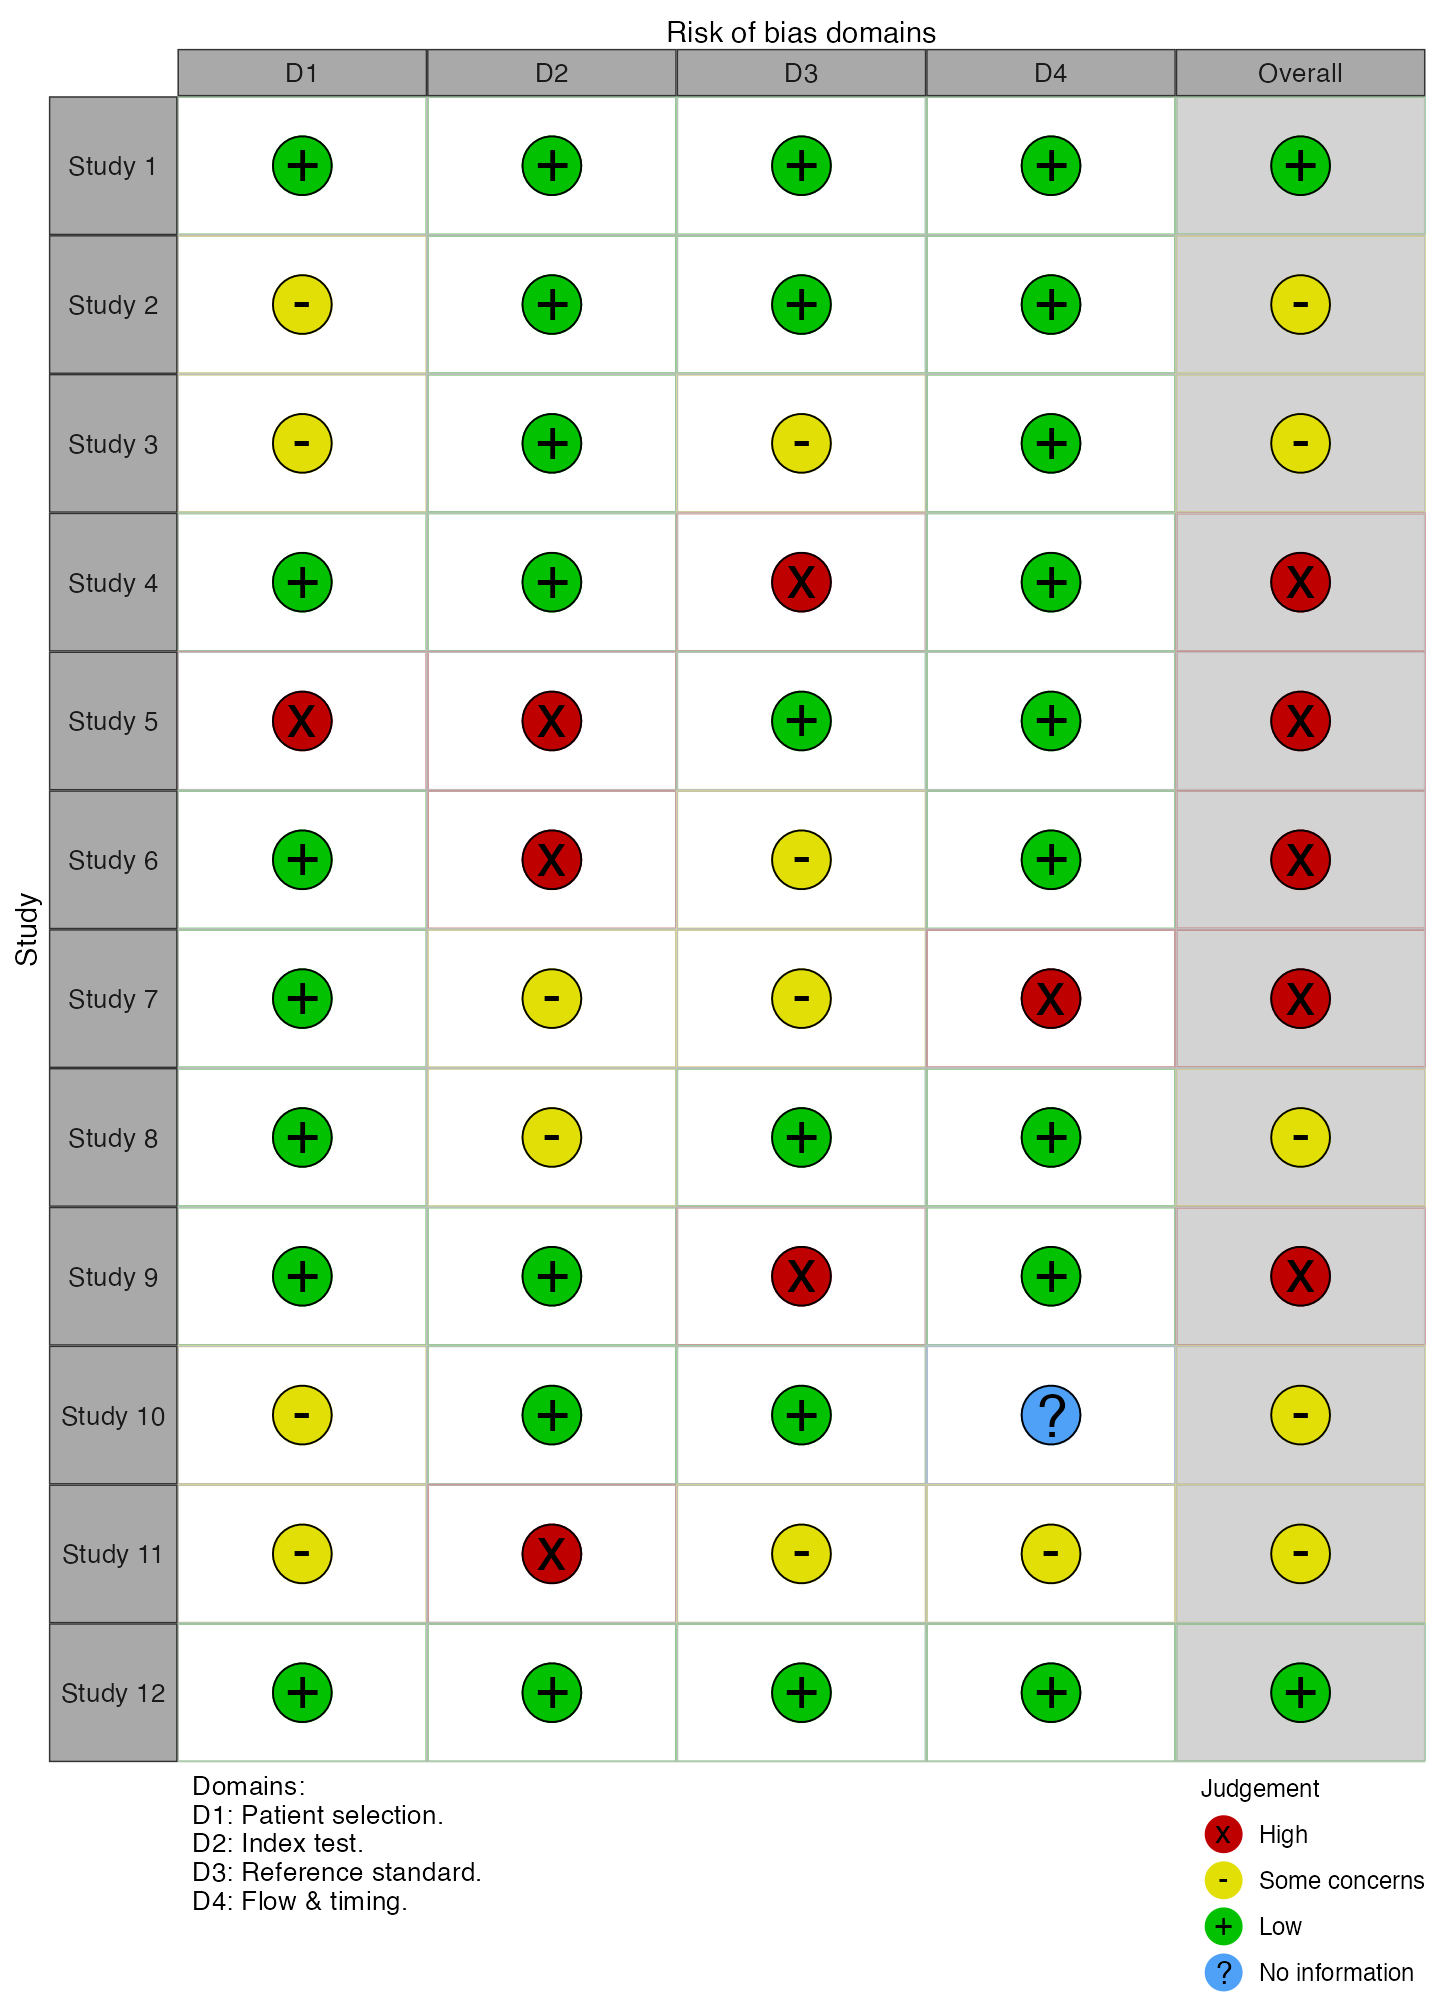 Risk of bias domains
D1 D2 D3 D4 Overall
Study
Study 1 + + + + +
Study 2 - + + + -
Study 3 - + - + -
Study 4 + + X + X
Study 5 X X + + X
Study 6 + X - + X
Study 7 + - - X X
Study 8 + - + + -
Study 9 + + X + X
Study 10 - + + ? -
Study 11 - X - - -
Study 12 + + + + +
Domains:
D1: Patient selection.
D2: Index test.
D3: Reference standard.
D4: Flow & timing.
Judgement
X High
- Some concerns
+ Low
? No information